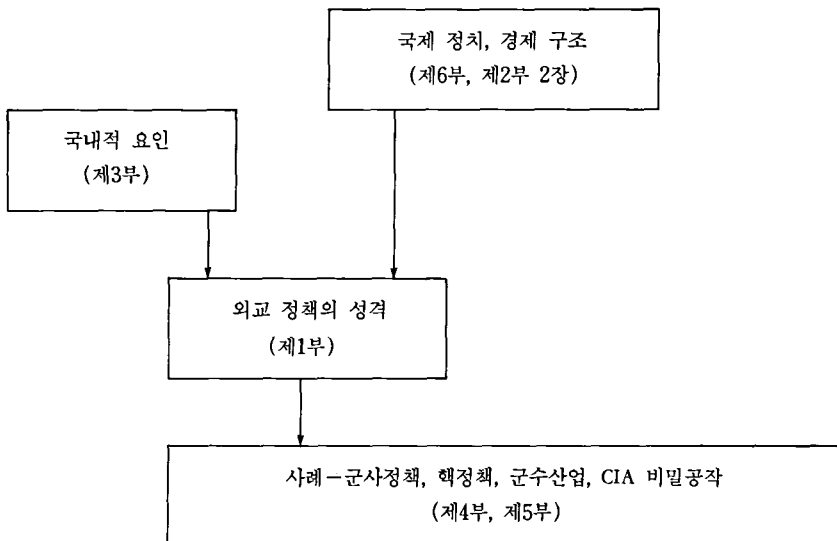 국제 정치, 경제 구조
(제6부, 제2부 2장)
국내적 요인
(제3부)
외교 정책의 성격
(제1부)
사례－군사정책, 핵정책, 군수산업, CIA 비밀공작
(제4부, 제5부)